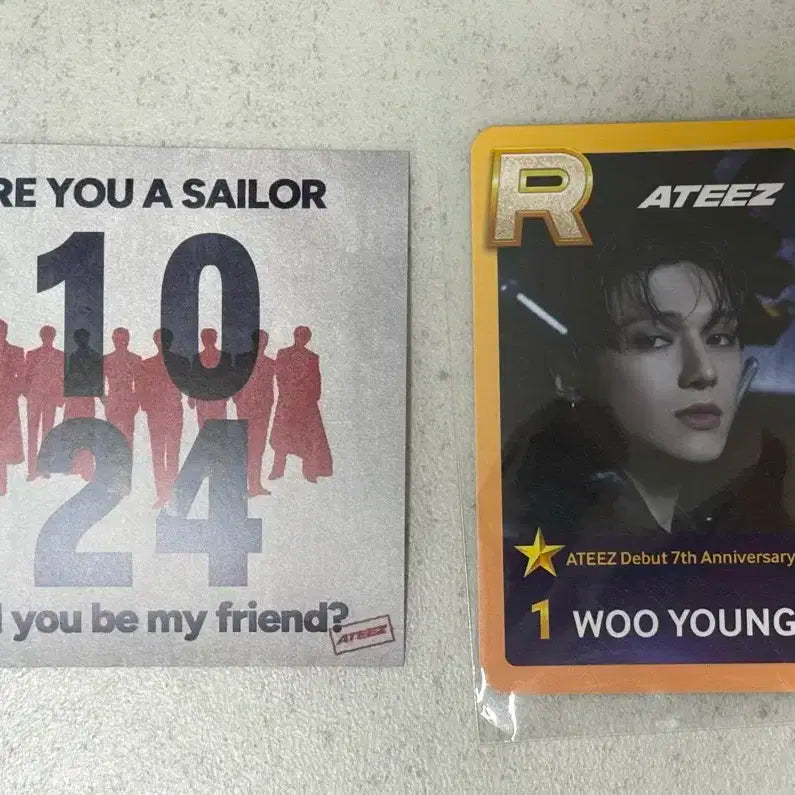 RE YOU A SAILOR
10
24
you be my friend?
ATEEZ
R
ATEEZ
ATEEZ Debut 7th Anniversary
1 WOO YOUNG